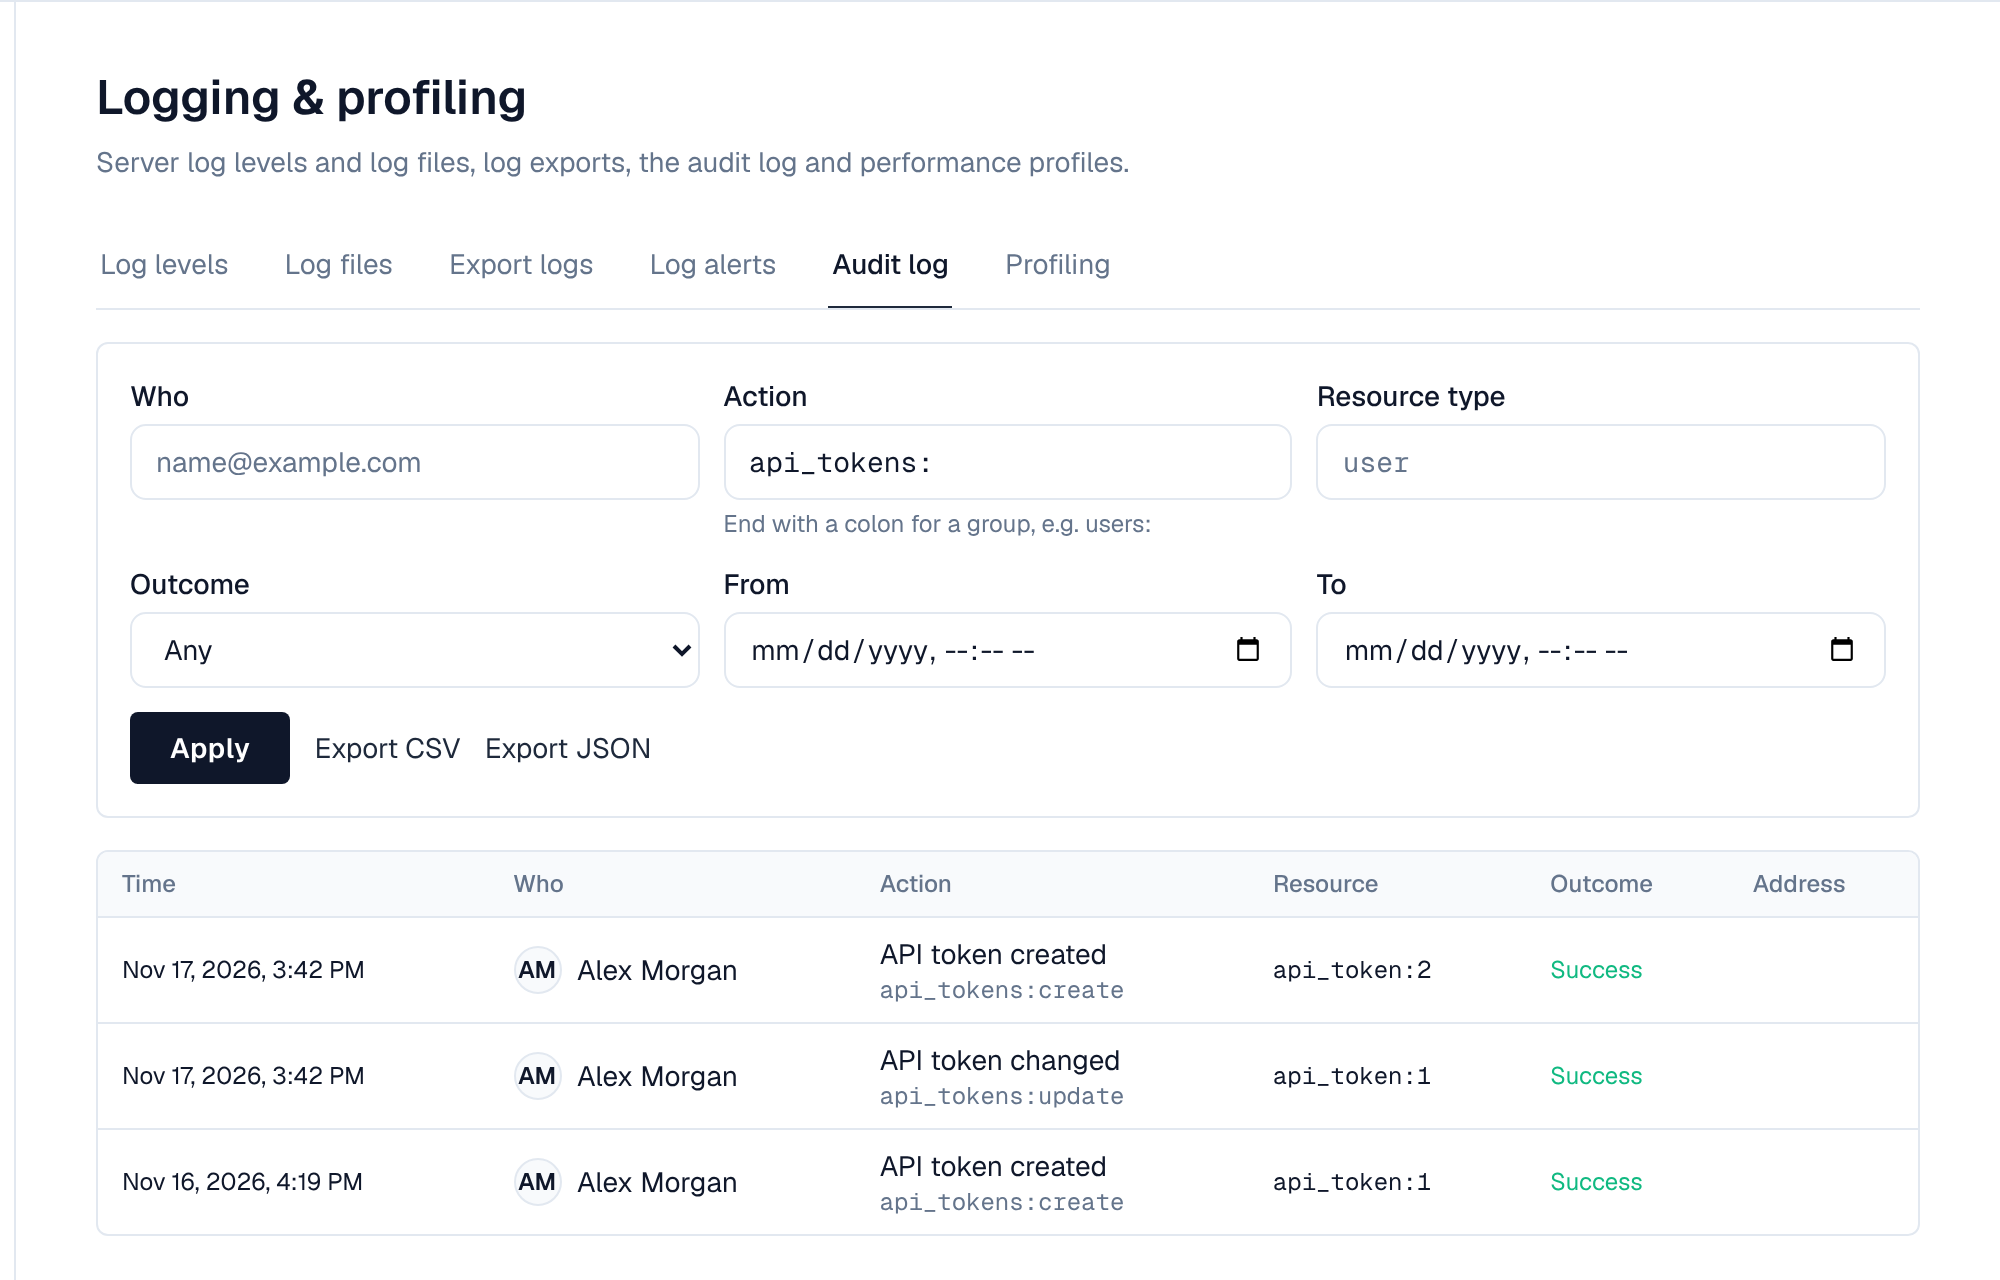 Logging & profiling
Server log levels and log files, log exports, the audit log and performance profiles.
Log levels Log files Export logs Log alerts Audit log Profiling
Who Action Resource type
name@example.com api_tokens: user
End with a colon for a group, e.g. users:
Outcome From To
Any mm/dd/yyyy, --:-- -- mm/dd/yyyy, --:-- --
Apply Export CSV Export JSON
Time Who Action Resource Outcome Address
Nov 17, 2026, 3:42 PM AM Alex Morgan API token created api_token:2 Success
api_tokens:create
Nov 17, 2026, 3:42 PM AM Alex Morgan API token changed api_token:1 Success
api_tokens:update
Nov 16, 2026, 4:19 PM AM Alex Morgan API token created api_token:1 Success
api_tokens:create